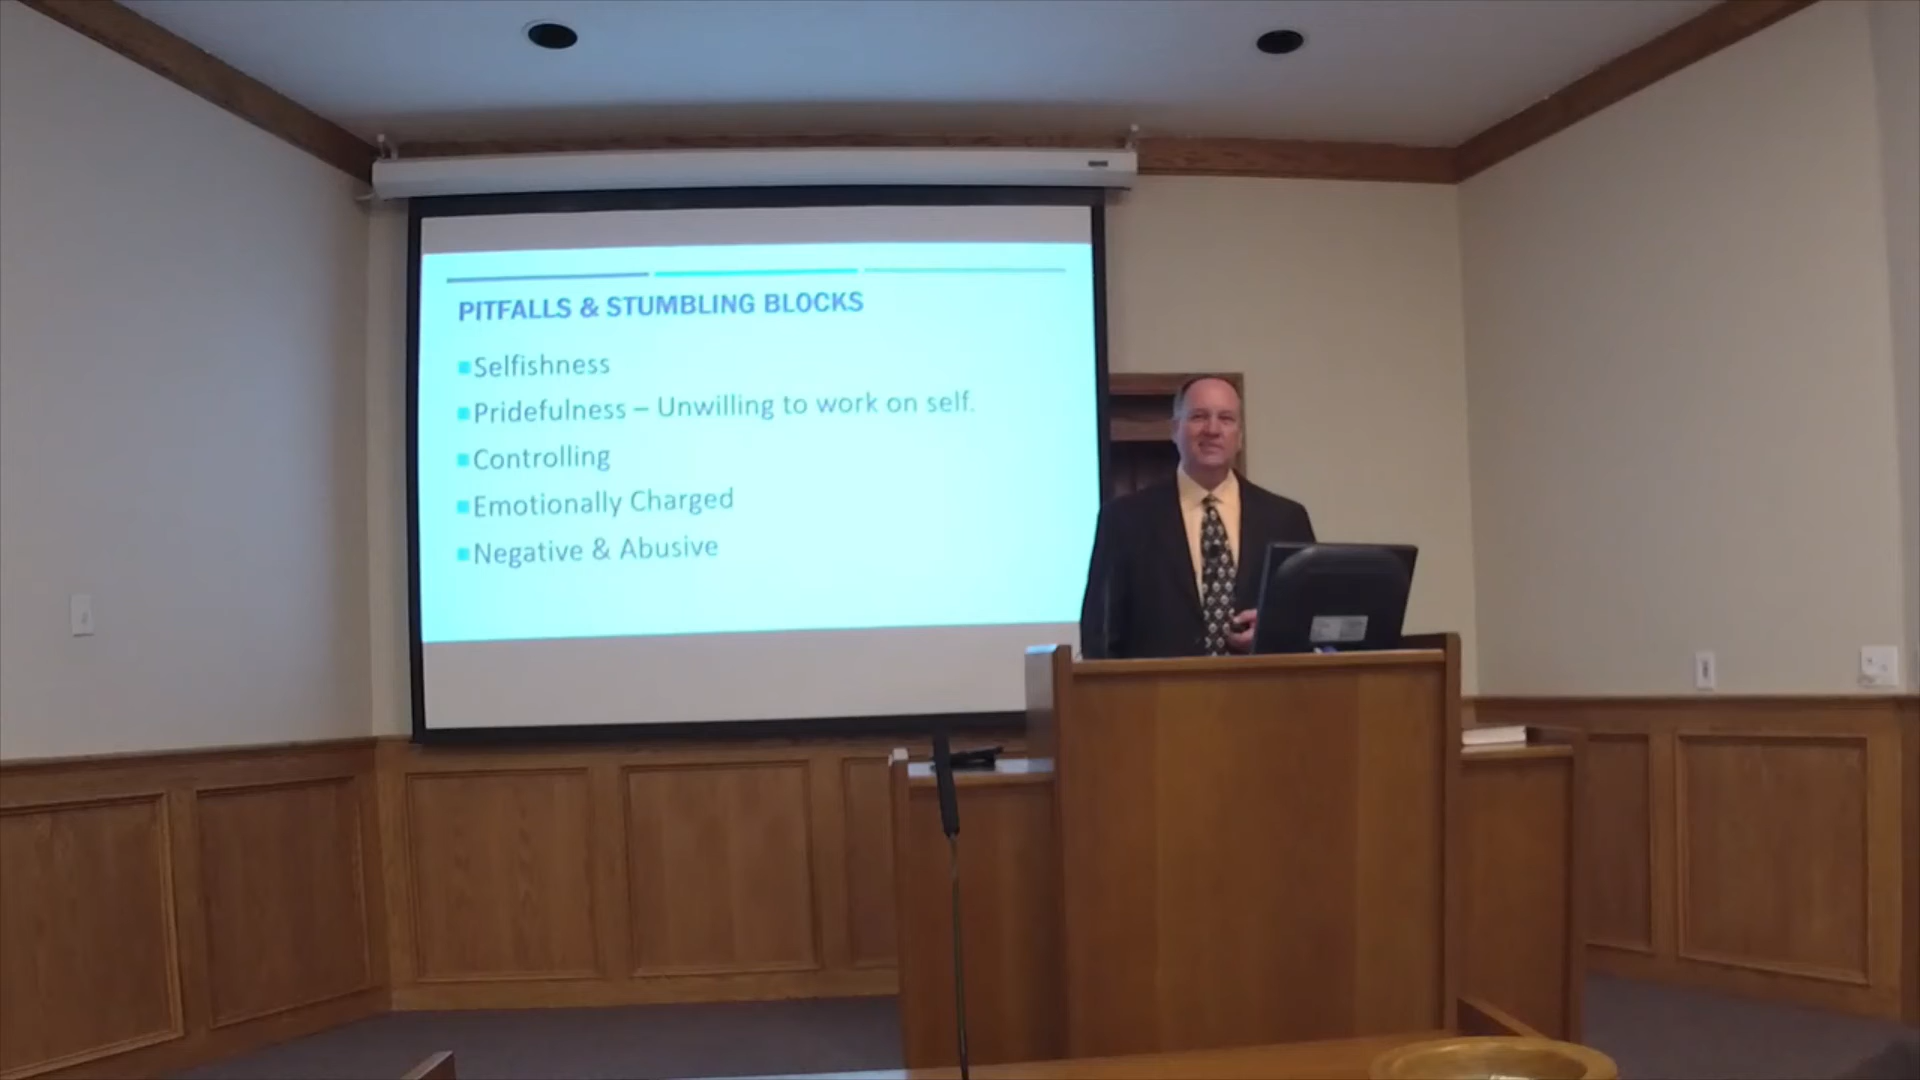 PITFALLS & STUMBLING BLOCKS
Selfishness
Pridefulness – Unwilling to work on self.
Controlling
Emotionally Charged
Negative & Abusive